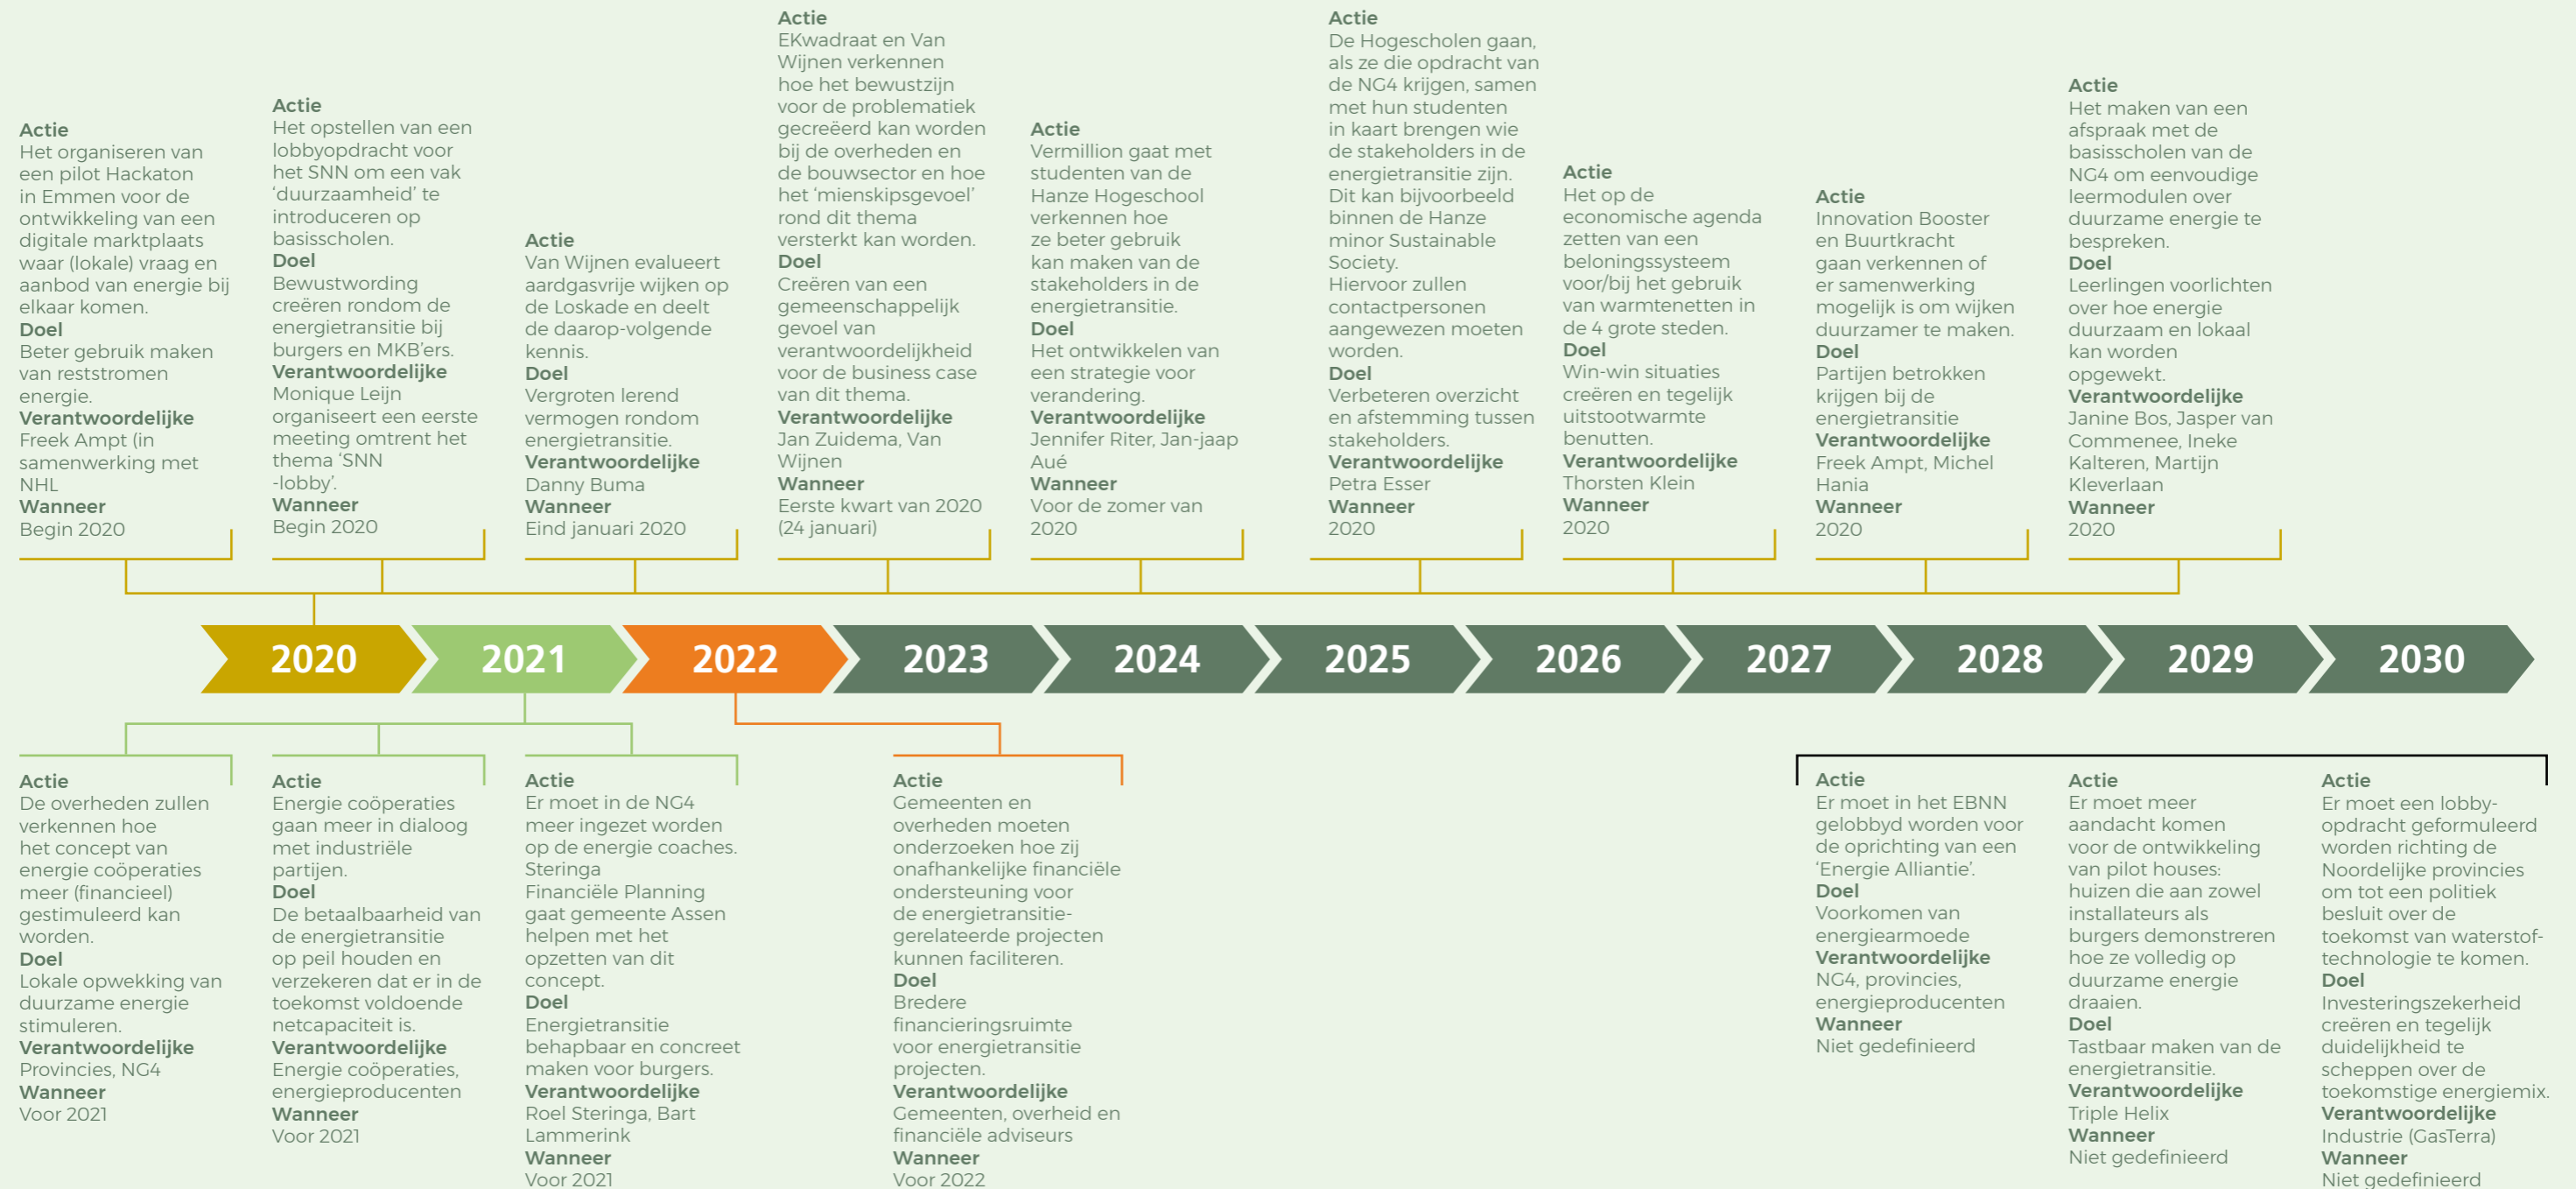 Actie
Het organiseren van
een pilot Hackaton
in Emmen voor de
ontwikkeling van een
digitale marktplaats
waar (lokale) vraag en
aanbod van energie bij
elkaar komen.
Doel
Beter gebruik maken
van reststromen
energie.
Verantwoordelijke
Freek Ampt (in
samenwerking met
NHL
Wanneer
Begin 2020
Actie
Het opstellen van een
lobbyopdracht voor
het SNN om een vak
‘duurzaamheid’ te
introduceren op
basisscholen.
Doel
Bewustwording
creëren rondom de
energietransitie bij
burgers en MKB’ers.
Verantwoordelijke
Monique Leijn
organiseert een eerste
meeting omtrent het
thema ‘SNN
-lobby’.
Wanneer
Begin 2020
Actie
Van Wijnen evalueert
aardgasvrije wijken op
de Loskade en deelt
de daarop-volgende
kennis.
Doel
Vergroten lerend
vermogen rondom
energietransitie.
Verantwoordelijke
Danny Buma
Wanneer
Eind januari 2020
Actie
EKwadraat en Van
Wijnen verkennen
hoe het bewustzijn
voor de problematiek
gecreëerd kan worden
bij de overheden en
de bouwsector en hoe
het ‘mienskipsgevoel’
rond dit thema
versterkt kan worden.
Doel
Creëren van een
gemeenschappelijk
gevoel van
verantwoordelijkheid
voor de business case
van dit thema.
Verantwoordelijke
Jan Zuidema, Van
Wijnen
Wanneer
Eerste kwart van 2020
(24 januari)
Actie
Vermillion gaat met
studenten van de
Hanze Hogeschool
verkennen hoe
ze beter gebruik
kan maken van de
stakeholders in de
energietransitie.
Doel
Het ontwikkelen van
een strategie voor
verandering.
Verantwoordelijke
Jennifer Riter, Jan-jaap
Aué
Wanneer
Voor de zomer van
2020
Actie
De Hogescholen gaan,
als ze die opdracht van
de NG4 krijgen, samen
met hun studenten
in kaart brengen wie
de stakeholders in de
energietransitie zijn.
Dit kan bijvoorbeeld
binnen de Hanze
minor Sustainable
Society.
Hiervoor zullen
contactpersonen
aangewezen moeten
worden.
Doel
Verbeteren overzicht
en afstemming tussen
stakeholders.
Verantwoordelijke
Petra Esser
Wanneer
2020
Actie
Het op de
economische agenda
zetten van een
beloningssysteem
voor/bij het gebruik
van warmtenetten in
de 4 grote steden.
Doel
Win-win situaties
creëren en tegelijk
uitstootwarmte
benutten.
Verantwoordelijke
Thorsten Klein
Wanneer
2020
Actie
Innovation Booster
en Buurtkracht
gaan verkennen of
er samenwerking
mogelijk is om wijken
duurzamer te maken.
Doel
Partijen betrokken
krijgen bij de
energietransitie
Verantwoordelijke
Freek Ampt, Michel
Hania
Wanneer
2020
Actie
Het maken van een
afspraak met de
basisscholen van de
NG4 om eenvoudige
leermodulen over
duurzame energie te
bespreken.
Doel
Leerlingen voorlichten
over hoe energie
duurzaam en lokaal
kan worden
opgewekt.
Verantwoordelijke
Janine Bos, Jasper van
Commenee, Ineke
Kalteren, Martijn
Kleverlaan
Wanneer
2020
2020
2021
2022
2023
2024
2025
2026
2027
2028
2029
2030
Actie
De overheden zullen
verkennen hoe
het concept van
energie coöperaties
meer (financieel)
gestimuleerd kan
worden.
Doel
Lokale opwekking van
duurzame energie
stimuleren.
Verantwoordelijke
Provincies, NG4
Wanneer
Voor 2021
Actie
Energie coöperaties
gaan meer in dialoog
met industriële
partijen.
Doel
De betaalbaarheid van
de energietransitie
op peil houden en
verzekeren dat er in de
toekomst voldoende
netcapaciteit is.
Verantwoordelijke
Energie coöperaties,
energieproducenten
Wanneer
Voor 2021
Actie
Er moet in de NG4
meer ingezet worden
op de energie coaches.
Steringa
Financiële Planning
gaat gemeente Assen
helpen met het
opzetten van dit
concept.
Doel
Energietransitie
behapbaar en concreet
maken voor burgers.
Verantwoordelijke
Roel Steringa, Bart
Lammerink
Wanneer
Voor 2021
Actie
Gemeenten en
overheden moeten
onderzoeken hoe zij
onafhankelijke financiële
ondersteuning voor
de energietransitie-
gerelateerde projecten
kunnen faciliteren.
Doel
Bredere
financieringsruimte
voor energietransitie
projecten.
Verantwoordelijke
Gemeenten, overheid en
financiële adviseurs
Wanneer
Voor 2022
Actie
Er moet in het EBNN
gelobbyd worden voor
de oprichting van een
‘Energie Alliantie’.
Doel
Voorkomen van
energiearmoede
Verantwoordelijke
NG4, provincies,
energieproducenten
Wanneer
Niet gedefinieerd
Actie
Er moet meer
aandacht komen
voor de ontwikkeling
van pilot houses:
huizen die aan zowel
installateurs als
burgers demonstreren
hoe ze volledig op
duurzame energie
draaien.
Doel
Tastbaar maken van de
energietransitie.
Verantwoordelijke
Triple Helix
Wanneer
Niet gedefinieerd
Actie
Er moet een lobby-
opdracht geformuleerd
worden richting de
Noordelijke provincies
om tot een politiek
besluit over de
toekomst van waterstof-
technologie te komen.
Doel
Investeringszekerheid
creëren en tegelijk
duidelijkheid te
scheppen over de
toekomstige energiemix.
Verantwoordelijke
Industrie (GasTerra)
Wanneer
Niet gedefinieerd